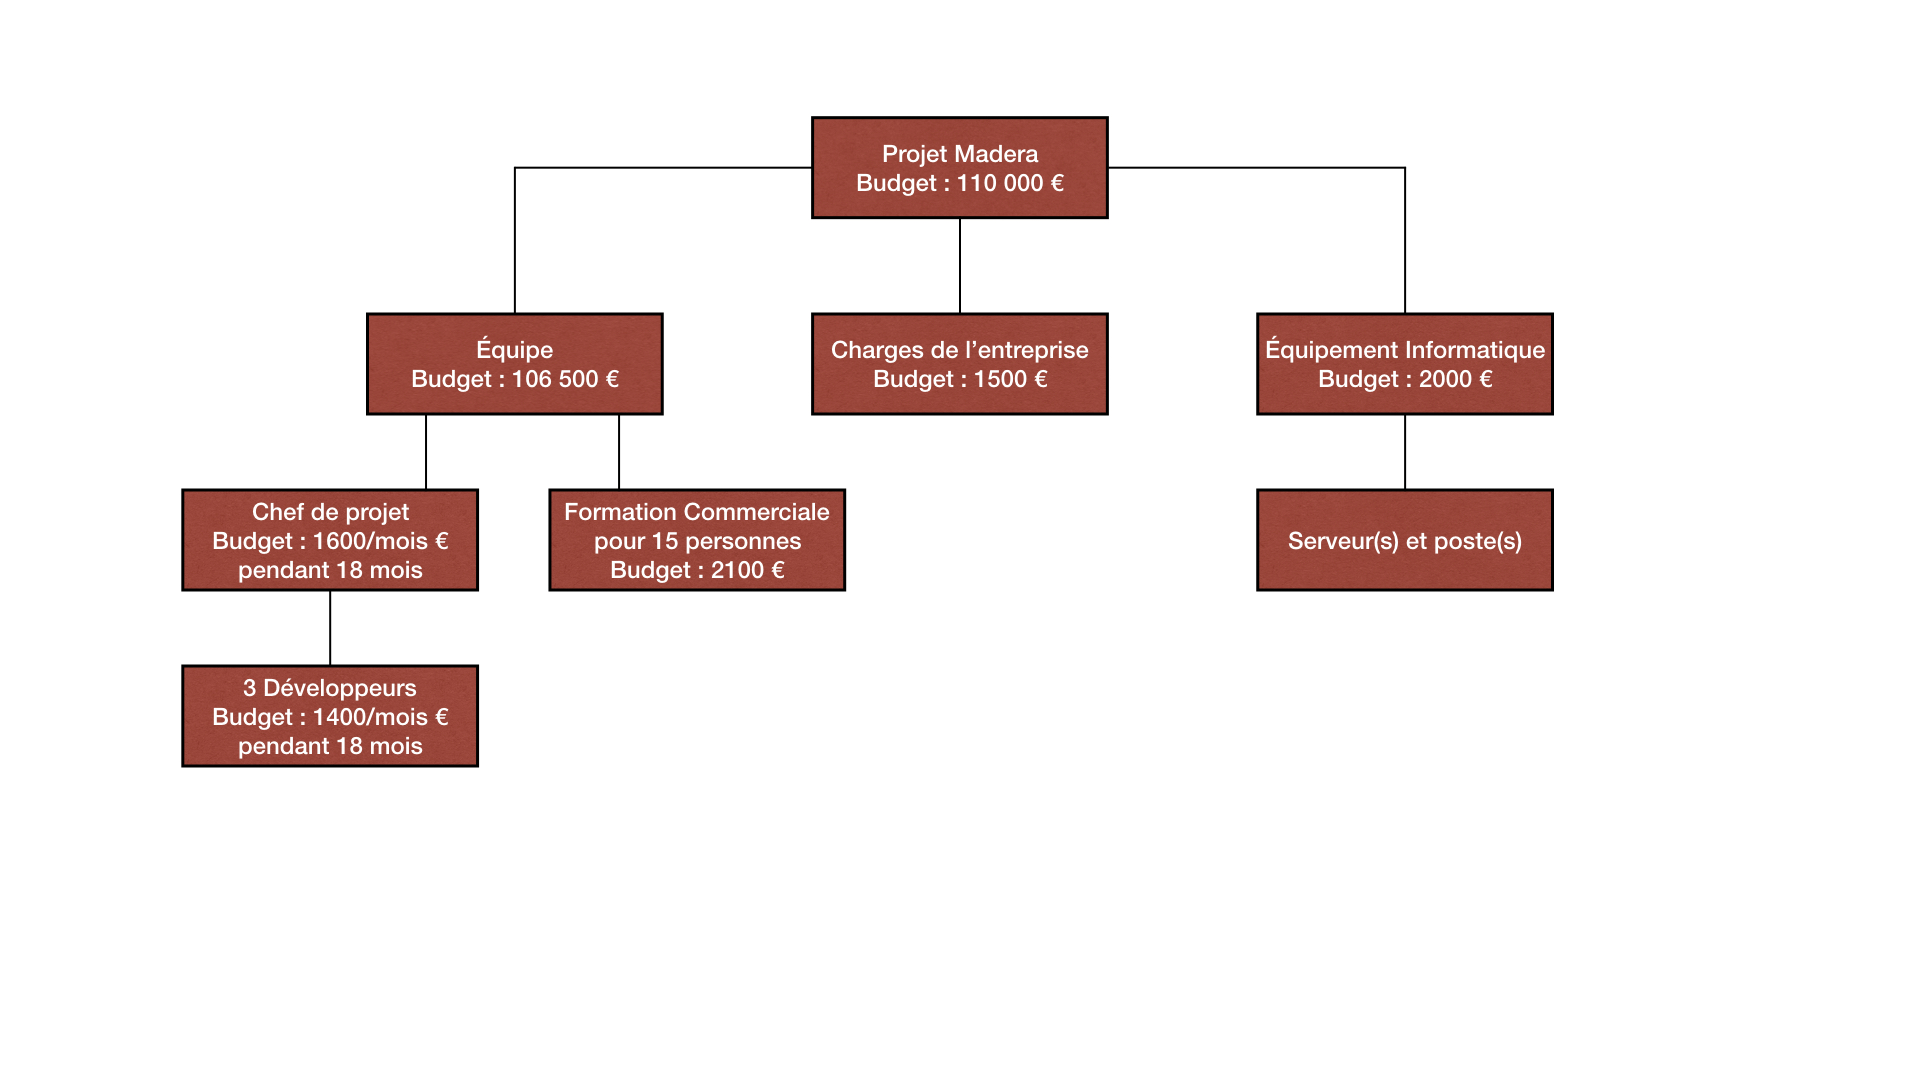 Projet Madera
Budget : 110 000 €
Équipe
Budget : 106 500 €
Charges de l’entreprise
Budget : 1500 €
Équipement Informatique
Budget : 2000 €
Chef de projet
Budget : 1600/mois €
pendant 18 mois
Formation Commerciale
pour 15 personnes
Budget : 2100 €
Serveur(s) et poste(s)
3 Développeurs
Budget : 1400/mois €
pendant 18 mois